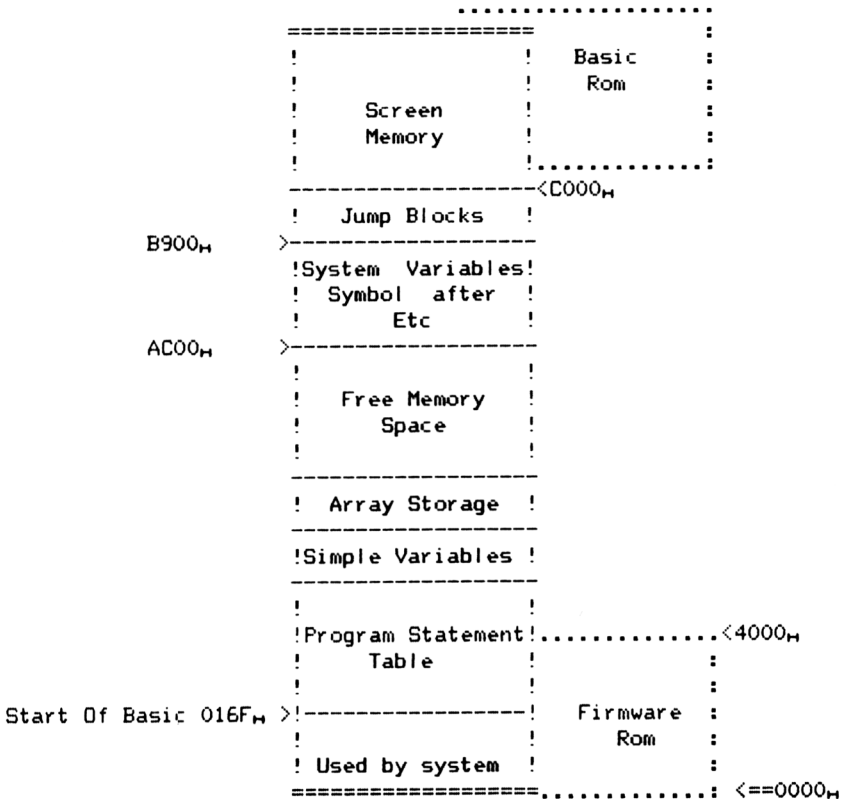 Basic
Rom
Screen
Memory
<C000H
Jump Blocks
B900H >
System Variables
Symbol after
Etc
AC00H >
Free Memory
Space
Array Storage
Simple Variables
Program Statement <4000H
Table
Start Of Basic 016FH > Firmware
Rom
Used by system
<==0000H